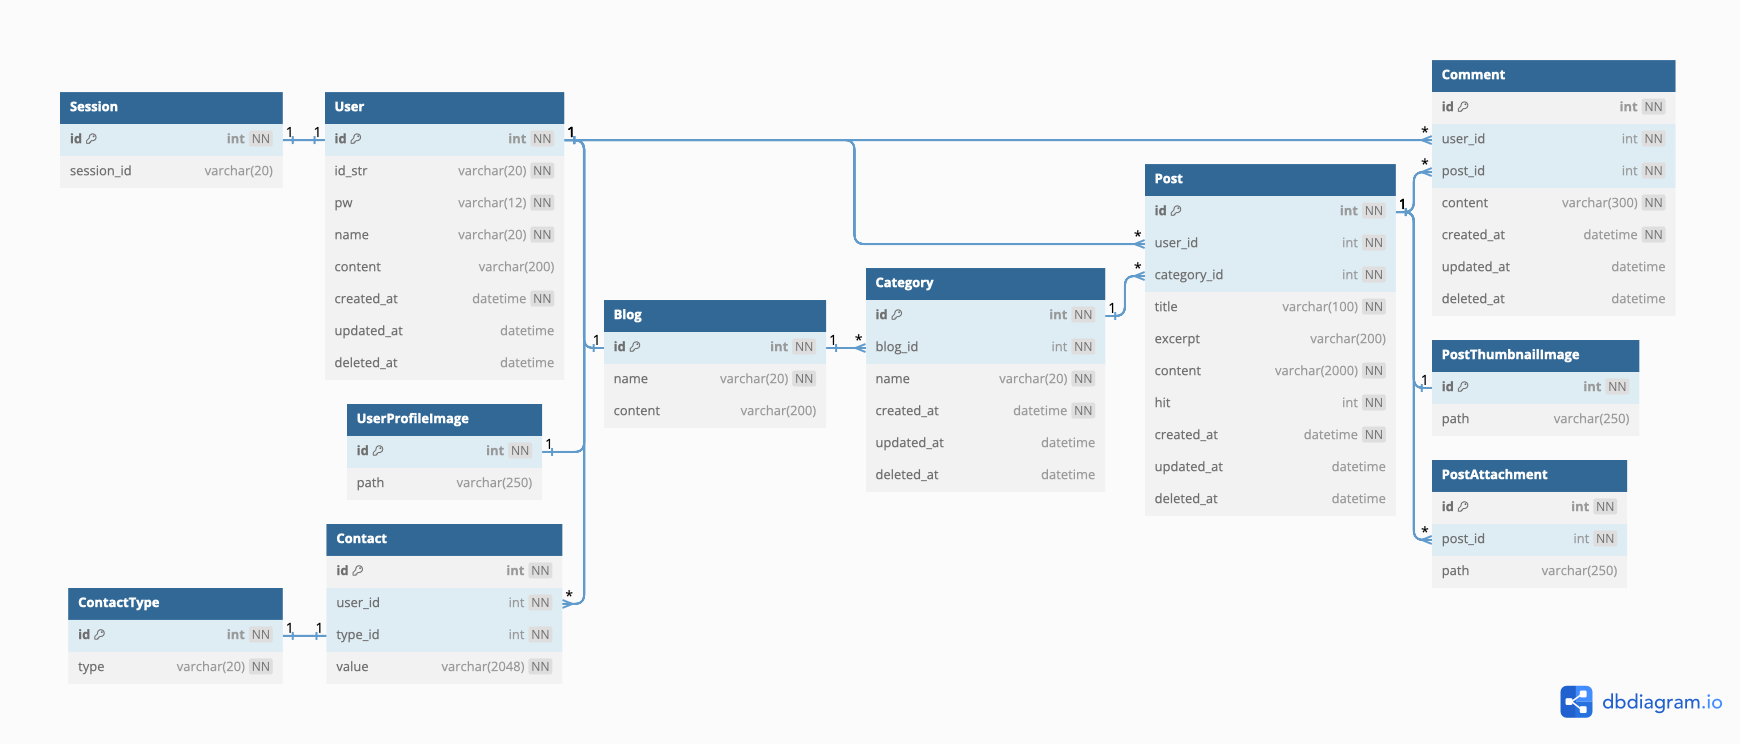 Session
id int NN
session_id varchar(20)
1 1
User
id int NN
id_str varchar(20) NN
pw varchar(12) NN
name varchar(20) NN
content varchar(200)
created_at datetime NN
updated_at datetime
deleted_at datetime
1
UserProfileImage
id int NN
path varchar(250)
1
Contact
id int NN
user_id int NN
type_id int NN
value varchar(2048) NN
*
ContactType
id int NN
type varchar(20) NN
1 1
Blog
id int NN
name varchar(20) NN
content varchar(200)
1
1 *
Category
id int NN
blog_id int NN
name varchar(20) NN
created_at datetime NN
updated_at datetime
deleted_at datetime
1
*
*
Post
id int NN
user_id int NN
category_id int NN
title varchar(100) NN
excerpt varchar(200)
content varchar(2000) NN
hit int NN
created_at datetime NN
updated_at datetime
deleted_at datetime
1
*
*
Comment
id int NN
user_id int NN
post_id int NN
content varchar(300) NN
created_at datetime NN
updated_at datetime
deleted_at datetime
PostThumbnailImage
1
id int NN
path varchar(250)
PostAttachment
id int NN
*
post_id int NN
path varchar(250)
dbdiagram.io